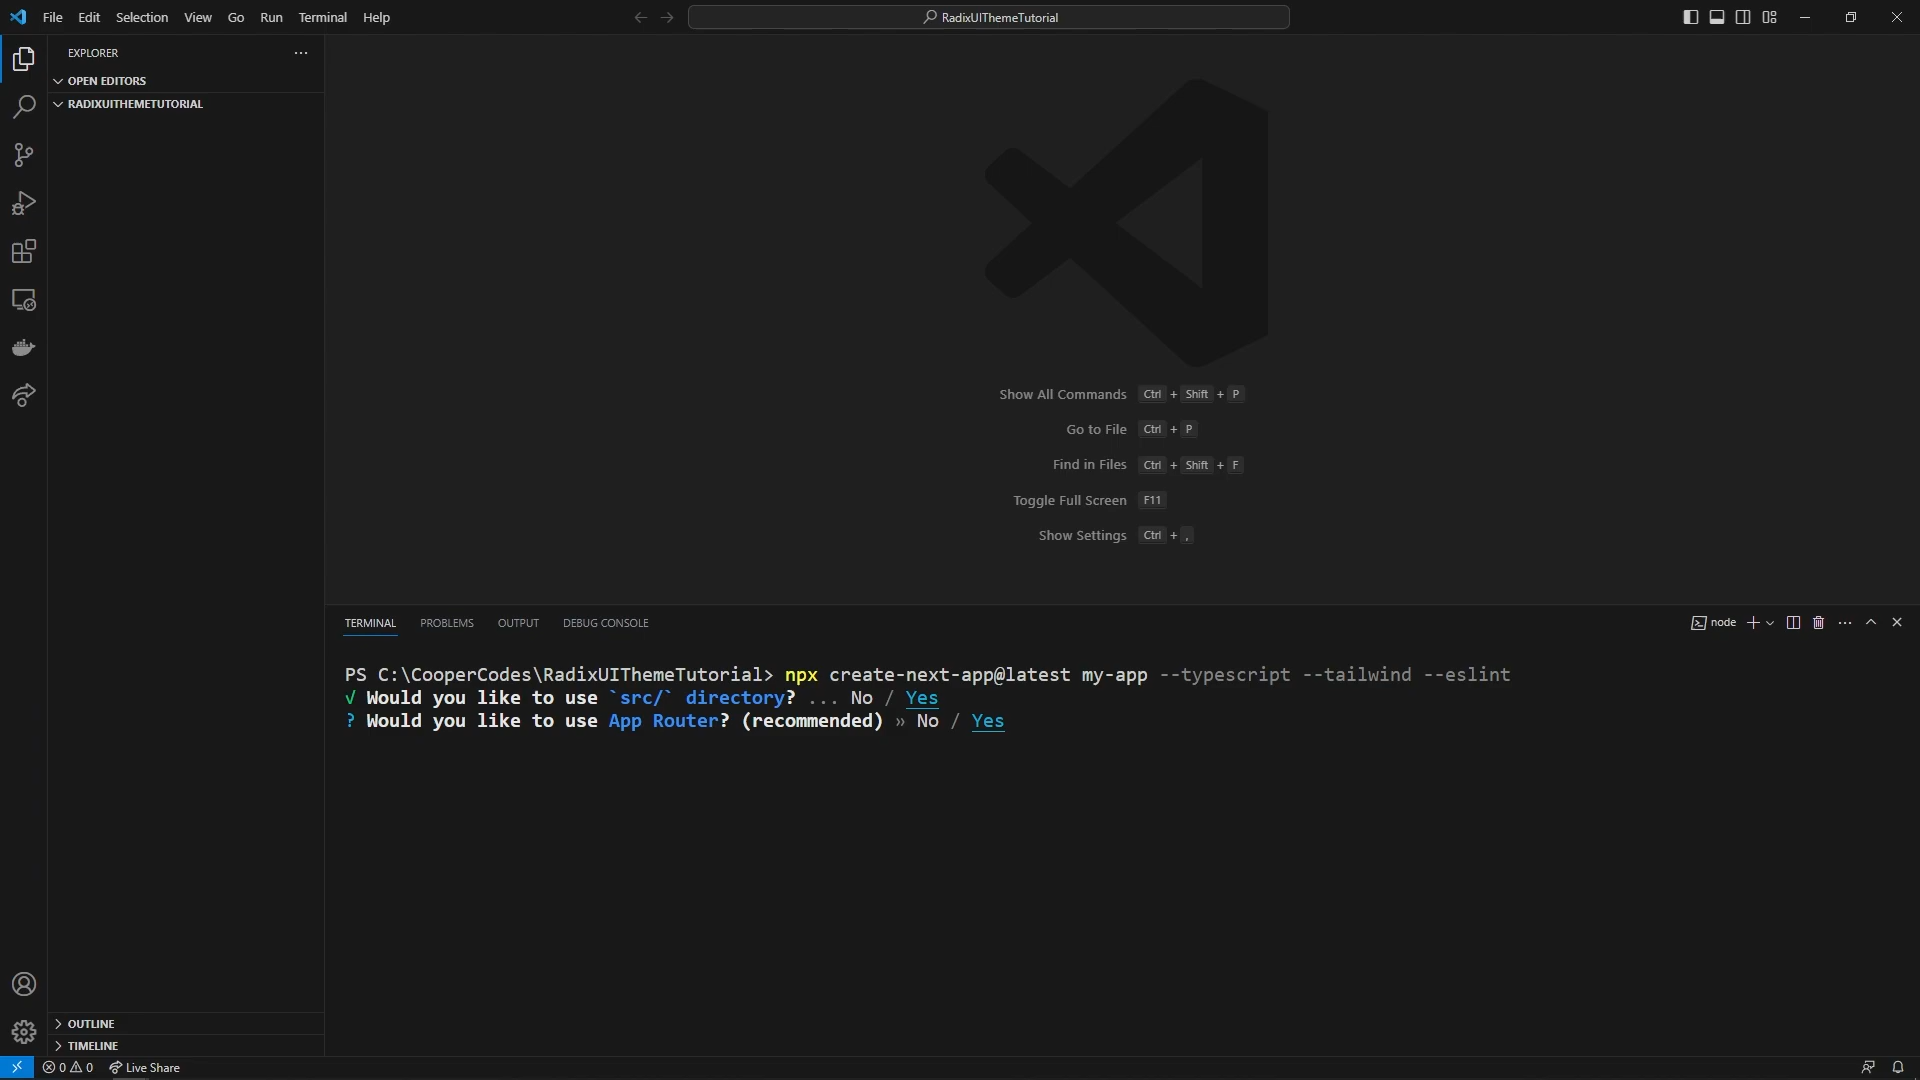 File Edit Selection View Go Run Terminal Help
RadixUIThemeTutorial
EXPLORER
OPEN EDITORS
RADIXUITHEMETUTORIAL
Show All Commands Ctrl + Shift + P
Go to File Ctrl + P
Find in Files Ctrl + Shift + F
Toggle Full Screen F11
Show Settings Ctrl + ,
TERMINAL PROBLEMS OUTPUT DEBUG CONSOLE
node
PS C:\CooperCodes\RadixUIThemeTutorial> npx create-next-app@latest my-app --typescript --tailwind --eslint
√ Would you like to use `src/` directory? ... No / Yes
? Would you like to use App Router? (recommended) » No / Yes
OUTLINE
TIMELINE
0 0 Live Share